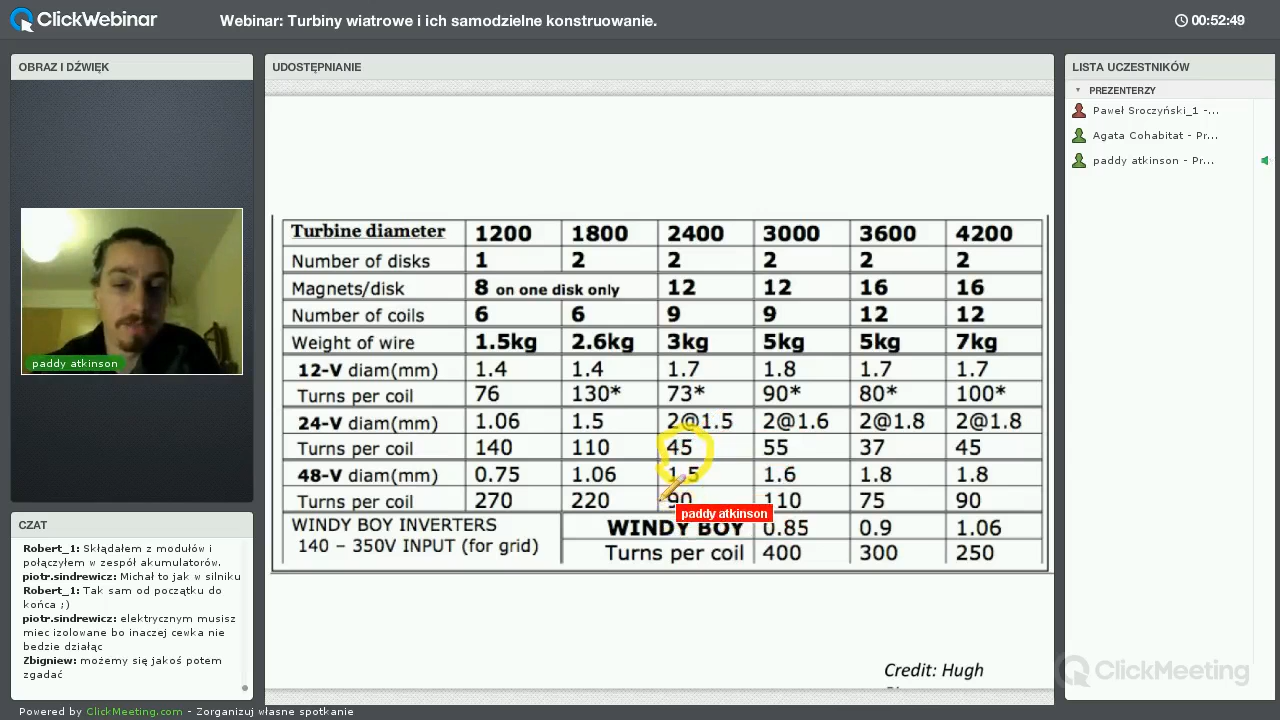 ClickWebinar
Webinar: Turbiny wiatrowe i ich samodzielne konstruowanie.
00:52:49
OBRAZ I DŹWIĘK
paddy atkinson
CZAT
Robert_1: Składałem z modułów i
połączyłem w zespół akumulatorów.
piotr.sindrewicz: Michał to jak w silniku
Robert_1: Tak sam od początku do
końca ;)
piotr.sindrewicz: elektrycznym musisz
miec izolowane bo inaczej cewka nie
bedzie działąc
Zbigniew: możemy się jakoś potem
zgadać
UDOSTĘPNIANIE
Turbine diameter 1200 1800 2400 3000 3600 4200
Number of disks 1 2 2 2 2 2
Magnets/disk 8 on one disk only 12 12 16 16
Number of coils 6 6 9 9 12 12
Weight of wire 1.5kg 2.6kg 3kg 5kg 5kg 7kg
12-V diam(mm) 1.4 1.4 1.7 1.8 1.7 1.7
Turns per coil 76 130* 73* 90* 80* 100*
24-V diam(mm) 1.06 1.5 2@1.5 2@1.6 2@1.8 2@1.8
Turns per coil 140 110 45 55 37 45
48-V diam(mm) 0.75 1.06 1.5 1.6 1.8 1.8
Turns per coil 270 220 90 110 75 90
paddy atkinson
WINDY BOY INVERTERS WINDY BOY 0.85 0.9 1.06
140 – 350V INPUT (for grid) Turns per coil 400 300 250
Credit: Hugh
ClickMeeting
LISTA UCZESTNIKÓW
PREZENTERZY
Paweł Sroczyński_1 -...
Agata Cohabitat - Pr...
paddy atkinson - Pr...
Powered by ClickMeeting.com - Zorganizuj własne spotkanie